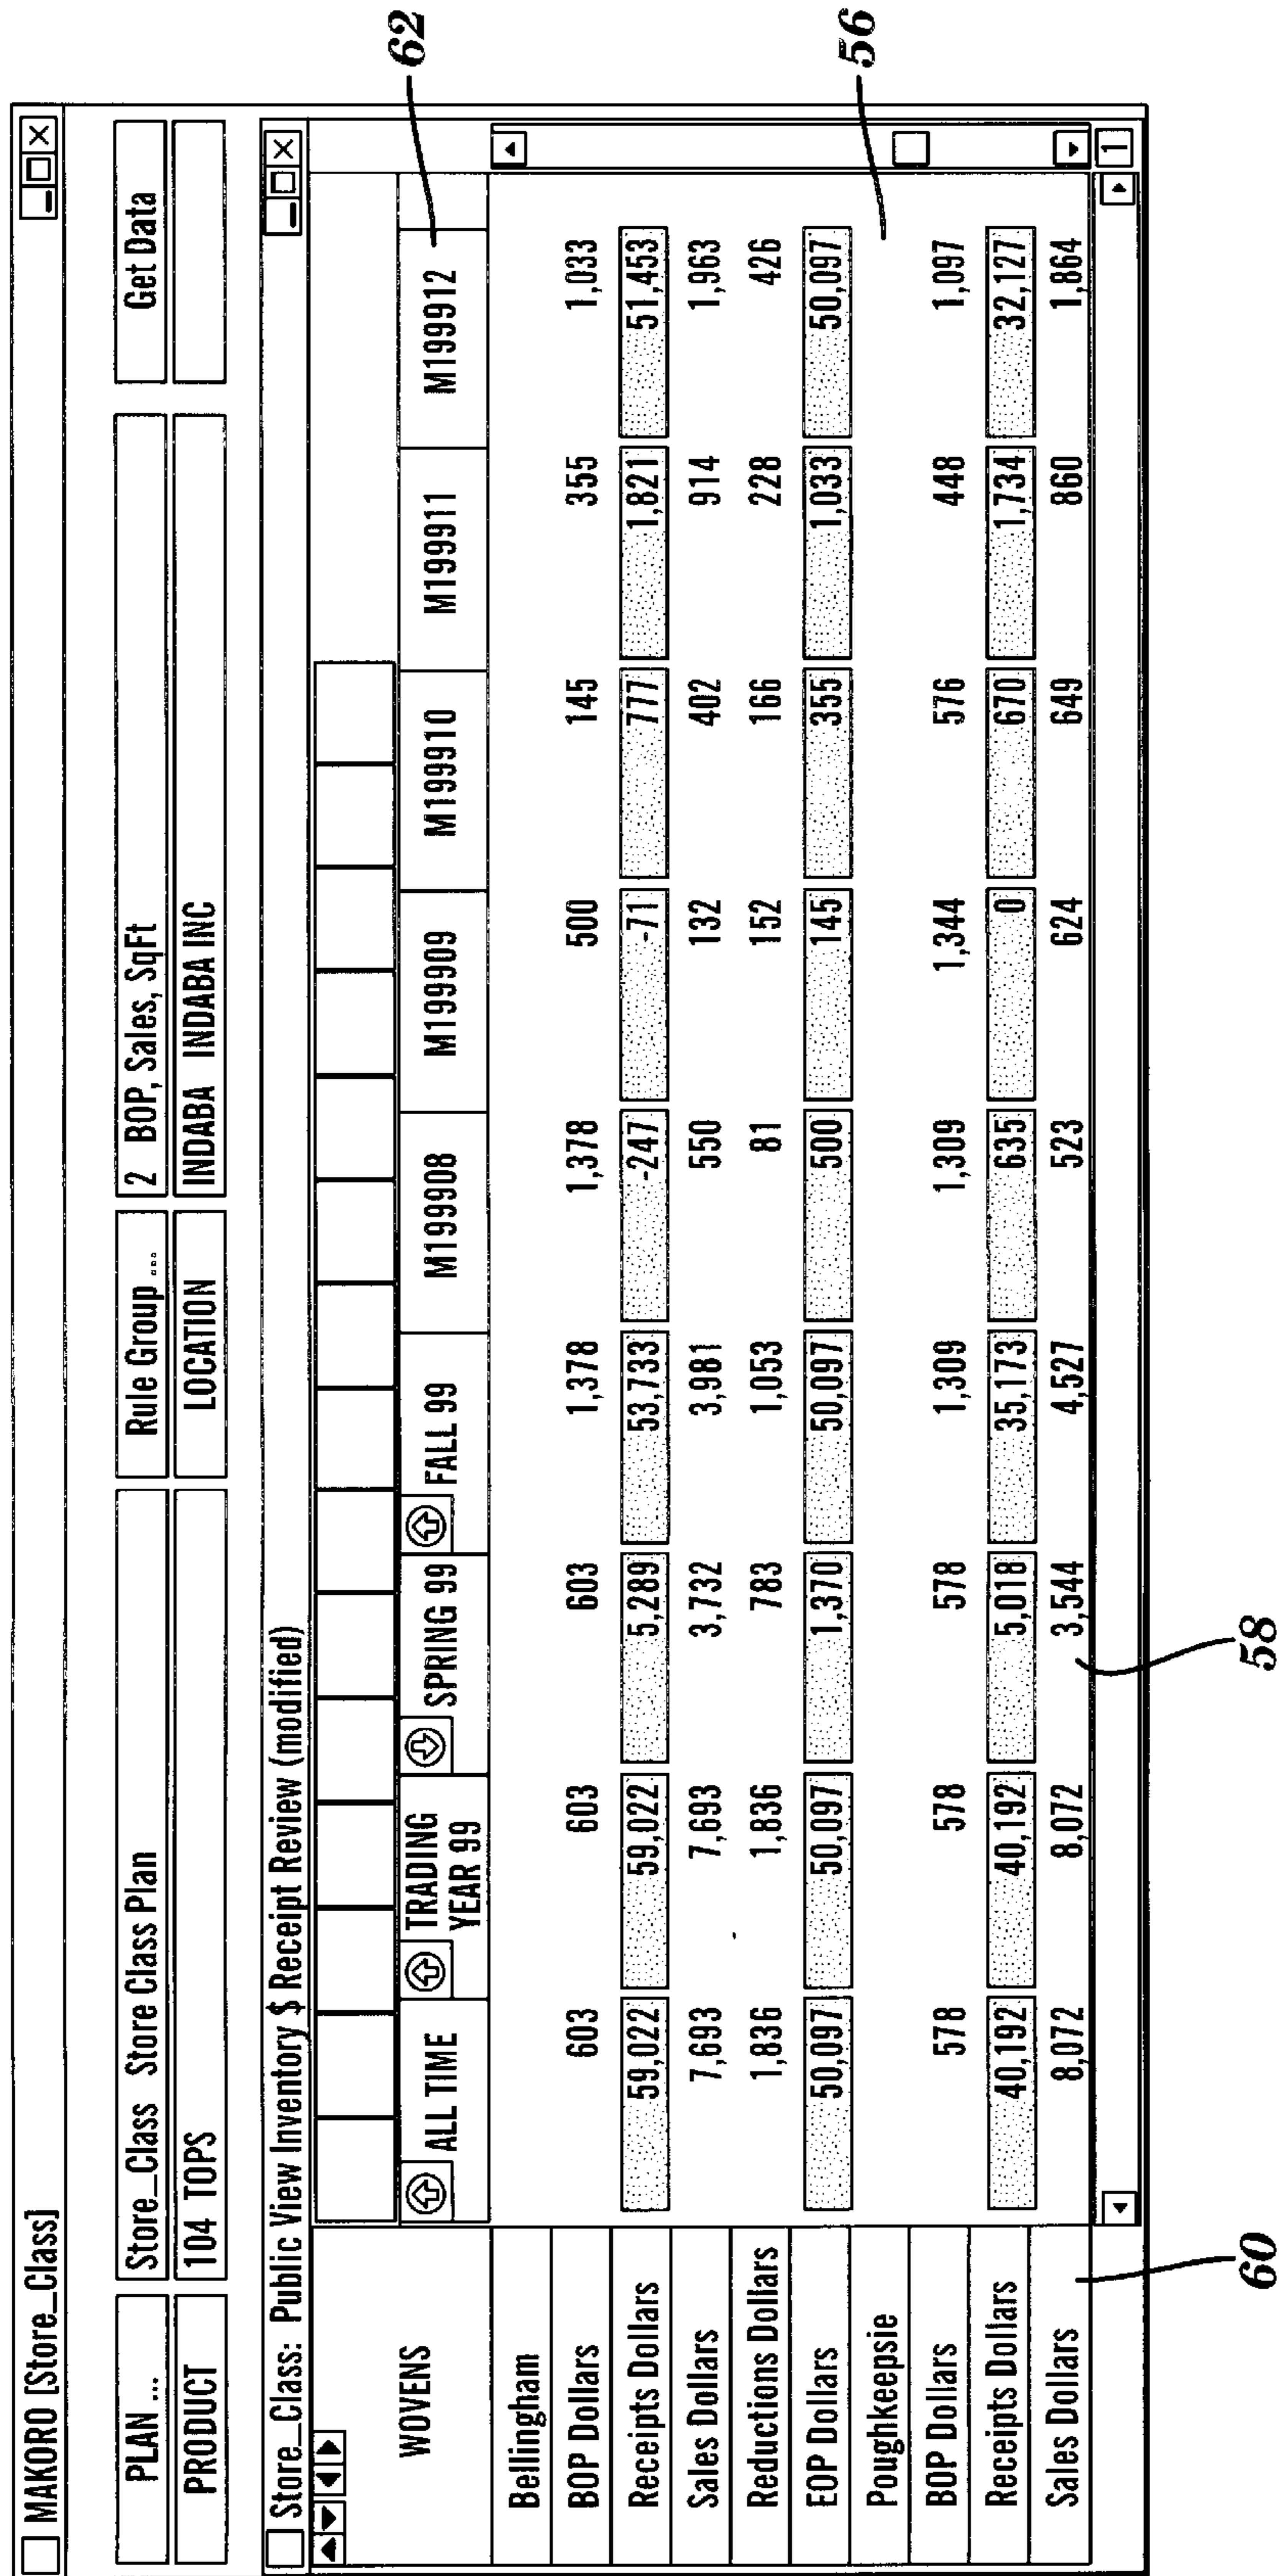 MAKORO [Store_Class]
PLAN ... Store_Class Store Class Plan Rule Group ... 2 BOP, Sales, SqFt Get Data
PRODUCT 104 TOPS LOCATION INDABA INDABA INC
Store_Class: Public View Inventory $ Receipt Review (modified)
WOVENS ALL TIME TRADING YEAR 99 SPRING 99 FALL 99 M199908 M199909 M199910 M199911 M199912
62
Bellingham
BOP Dollars 603 603 603 1,378 1,378 500 145 355 1,033
Receipts Dollars 59,022 59,022 5,289 53,733 -247 -71 777 1,821 51,453
Sales Dollars 7,693 7,693 3,732 3,981 550 132 402 914 1,963
Reductions Dollars 1,836 1,836 783 1,053 81 152 166 228 426
EOP Dollars 50,097 50,097 1,370 50,097 500 145 355 1,033 50,097
Poughkeepsie
56
BOP Dollars 578 578 578 1,309 1,309 1,344 576 448 1,097
Receipts Dollars 40,192 40,192 5,018 35,173 635 0 670 1,734 32,127
Sales Dollars 8,072 8,072 3,544 4,527 523 624 649 860 1,864
1
60 58